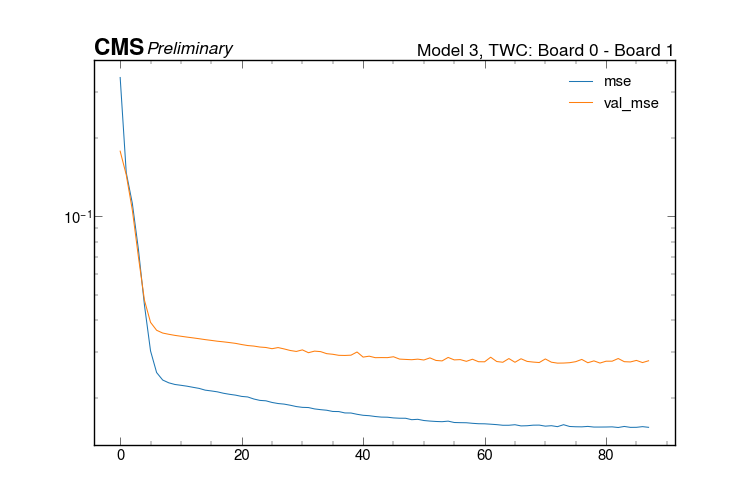 CMS Preliminary
Model 3, TWC: Board 0 - Board 1
mse
val_mse
10⁻¹
0 20 40 60 80